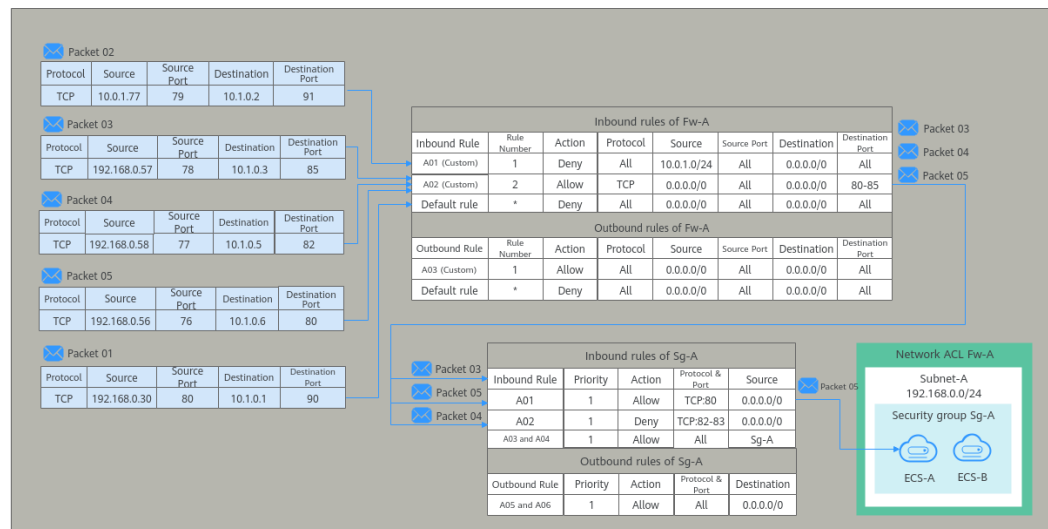 Packet 02
Protocol Source Source Port Destination Destination Port
TCP 10.0.1.77 79 10.1.0.2 91
Packet 03
Protocol Source Source Port Destination Destination Port
TCP 192.168.0.57 78 10.1.0.3 85
Packet 04
Protocol Source Source Port Destination Destination Port
TCP 192.168.0.58 77 10.1.0.5 82
Packet 05
Protocol Source Source Port Destination Destination Port
TCP 192.168.0.56 76 10.1.0.6 80
Packet 01
Protocol Source Source Port Destination Destination Port
TCP 192.168.0.30 80 10.1.0.1 90
Inbound rules of Fw-A
Inbound Rule Rule Number Action Protocol Source Source Port Destination Destination Port
A01 (Custom) 1 Deny All 10.0.1.0/24 All 0.0.0.0/0 All
A02 (Custom) 2 Allow TCP 0.0.0.0/0 All 0.0.0.0/0 80-85
Default rule * Deny All 0.0.0.0/0 All 0.0.0.0/0 All
Outbound rules of Fw-A
Outbound Rule Rule Number Action Protocol Source Source Port Destination Destination Port
A03 (Custom) 1 Allow All 0.0.0.0/0 All 0.0.0.0/0 All
Default rule * Deny All 0.0.0.0/0 All 0.0.0.0/0 All
Packet 03
Packet 04
Packet 05
Packet 03
Packet 05
Packet 04
Inbound rules of Sg-A
Inbound Rule Priority Action Protocol & Port Source
A01 1 Allow TCP:80 0.0.0.0/0
A02 1 Deny TCP:82-83 0.0.0.0/0
A03 and A04 1 Allow All Sg-A
Outbound rules of Sg-A
Outbound Rule Priority Action Protocol & Port Destination
A05 and A06 1 Allow All 0.0.0.0/0
Packet 05
Network ACL Fw-A
Subnet-A
192.168.0.0/24
Security group Sg-A
ECS-A ECS-B